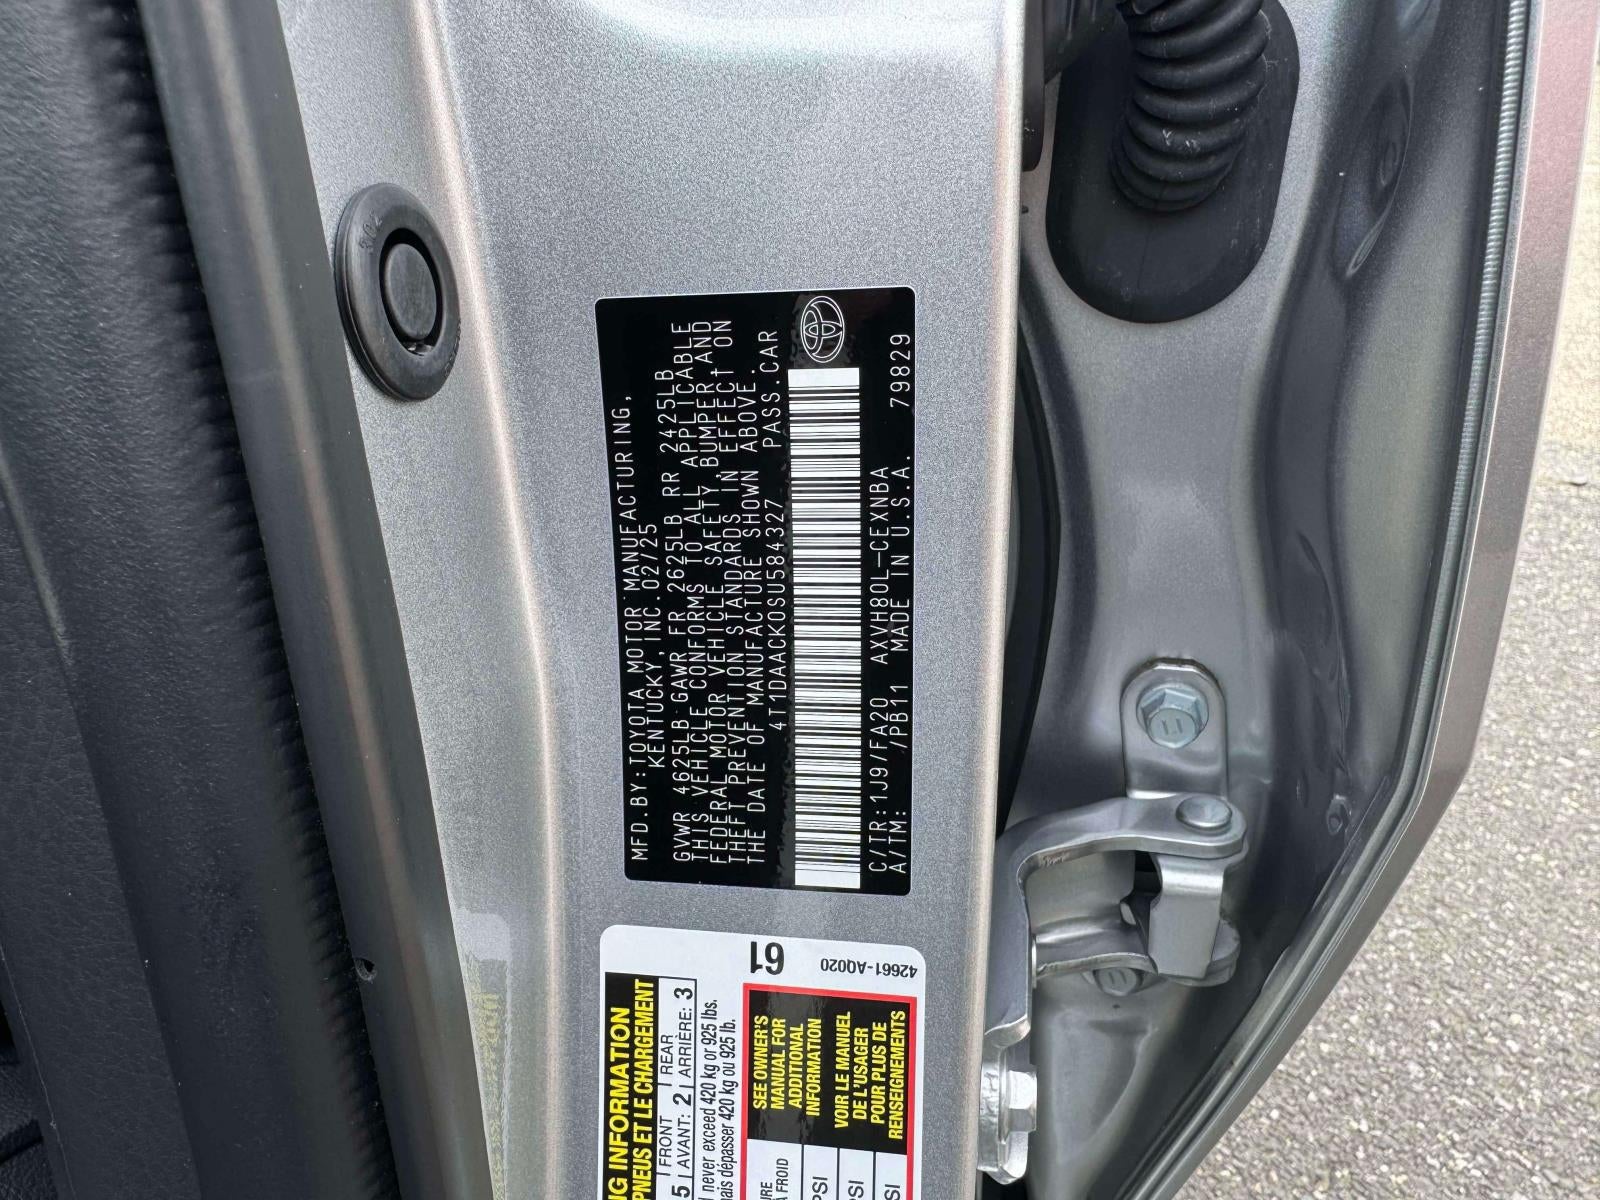 MFD.BY:TOYOTA MOTOR MANUFACTURING,
KENTUCKY, INC. 02/25
GVWR 4625LB GAWR FR 2625LB RR 2425LB
THIS VEHICLE CONFORMS TO ALL APPLICABLE
FEDERAL MOTOR VEHICLE SAFETY, BUMPER, AND
THEFT PREVENTION STANDARDS IN EFFECT ON
THE DATE OF MANUFACTURE SHOWN ABOVE.
4T1DAACK0SU584327 PASS.CAR
C/TR:1J9/FA20 AXVH80L-CEXNBA
A/TM: /PB11 MADE IN U.S.A. 79829
NG INFORMATION
PNEUS ET LE CHARGEMENT
5 FRONT AVANT: 2 REAR ARRIÈRE: 3
never exceed 420 kg or 925 lbs.
mais dépasser 420 kg ou 925 lb.
61
42661-AQ020
SEE OWNER'S
MANUAL FOR
ADDITIONAL
INFORMATION
VOIR LE MANUEL
DE L'USAGER
POUR PLUS DE
RENSEIGNEMENTS
À FROID
PSI
PSI
SI